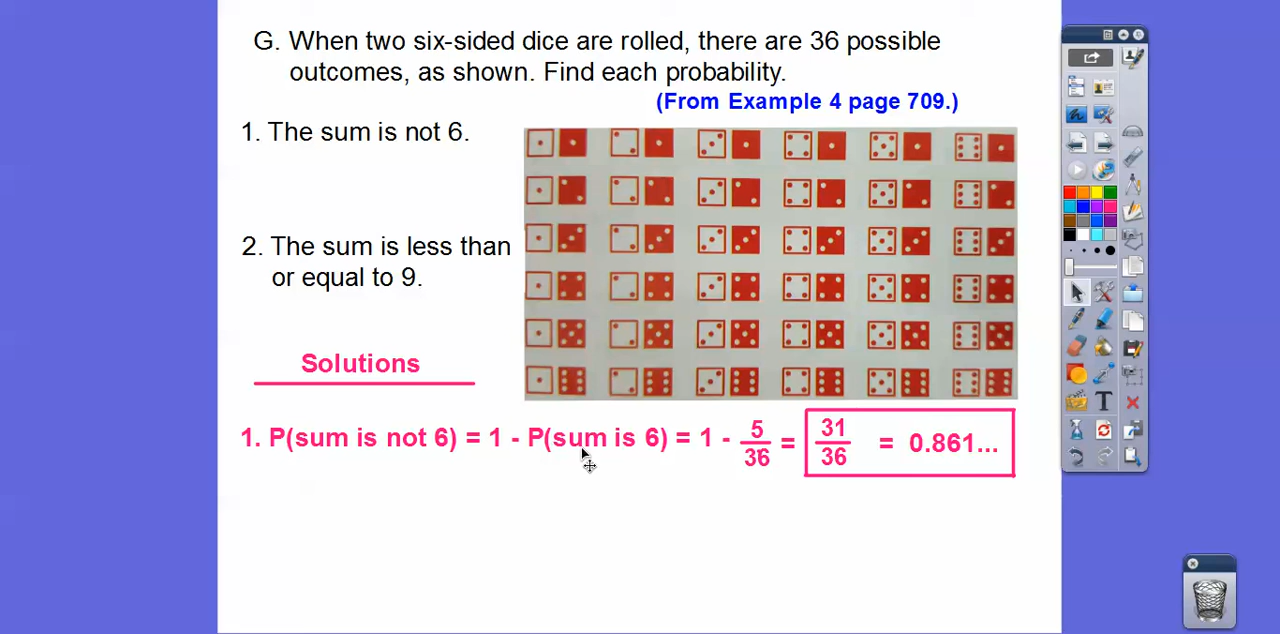 G. When two six-sided dice are rolled, there are 36 possible
outcomes, as shown. Find each probability.
(From Example 4 page 709.)
1. The sum is not 6.
2. The sum is less than
or equal to 9.
Solutions
1. P(sum is not 6) = 1 - P(sum is 6) = 1 - 5/36 = 31/36 = 0.861...